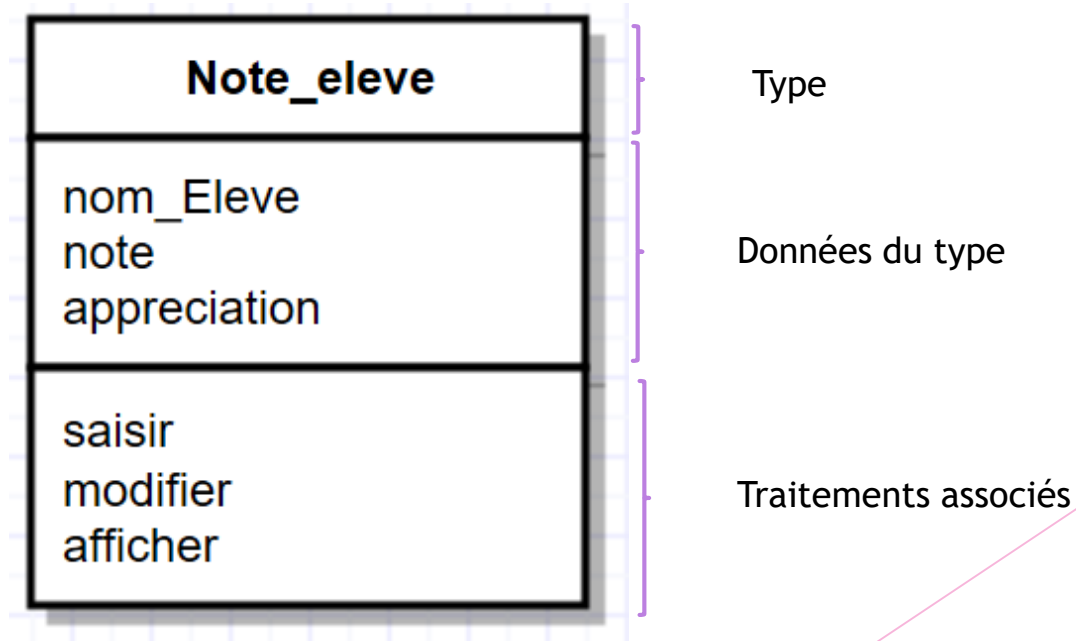 Note_eleve
Type
nom_Eleve
note
appreciation
Données du type
saisir
modifier
afficher
Traitements associés